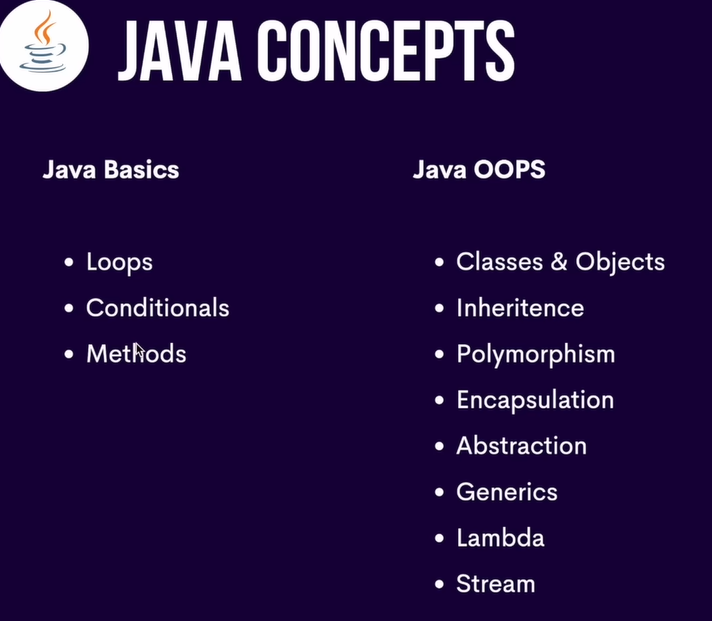 JAVA CONCEPTS
Java Basics
Loops
Conditionals
Methods
Java OOPS
Classes & Objects
Inheritence
Polymorphism
Encapsulation
Abstraction
Generics
Lambda
Stream